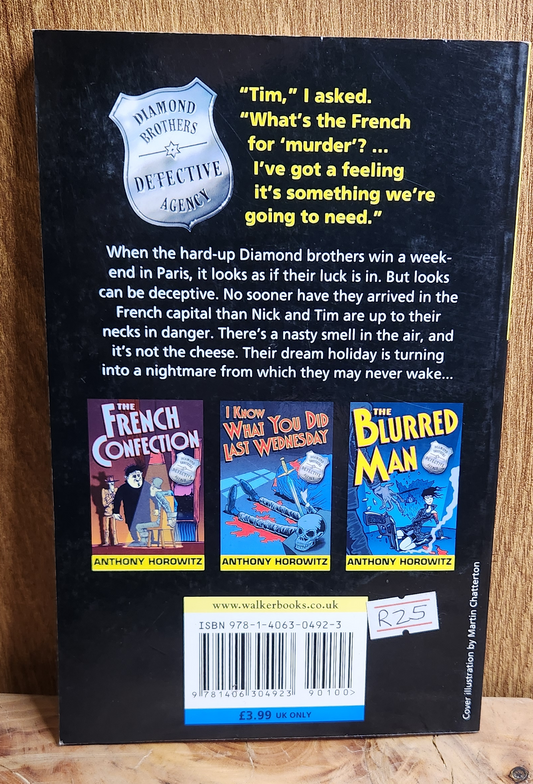 DIAMOND
BROTHERS
DETECTIVE
AGENCY
“Tim,” I asked.
“What’s the French
for ‘murder’? ...
I’ve got a feeling
it’s something we’re
going to need.”
When the hard-up Diamond brothers win a week-
end in Paris, it looks as if their luck is in. But looks
can be deceptive. No sooner have they arrived in the
French capital than Nick and Tim are up to their
necks in danger. There’s a nasty smell in the air, and
it’s not the cheese. Their dream holiday is turning
into a nightmare from which they may never wake...
THE
FRENCH
CONFECTION
ANTHONY HOROWITZ
I KNOW
WHAT YOU DID
LAST WEDNESDAY
ANTHONY HOROWITZ
THE
BLURRED
MAN
ANTHONY HOROWITZ
www.walkerbooks.co.uk
ISBN 978-1-4063-0492-3
9 781406 304923 90100>
£3.99 UK ONLY
R25
Cover illustration by Martin Chatterton